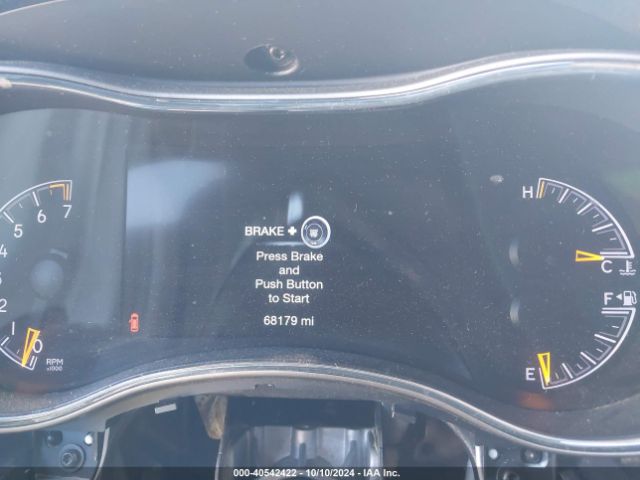 BRAKE +
Press Brake
and
Push Button
to Start
68179 mi
7
6
5
4
3
2
1
0
RPM
x1000
H
C
F
E
000-40542422 - 10/10/2024 - IAA Inc.